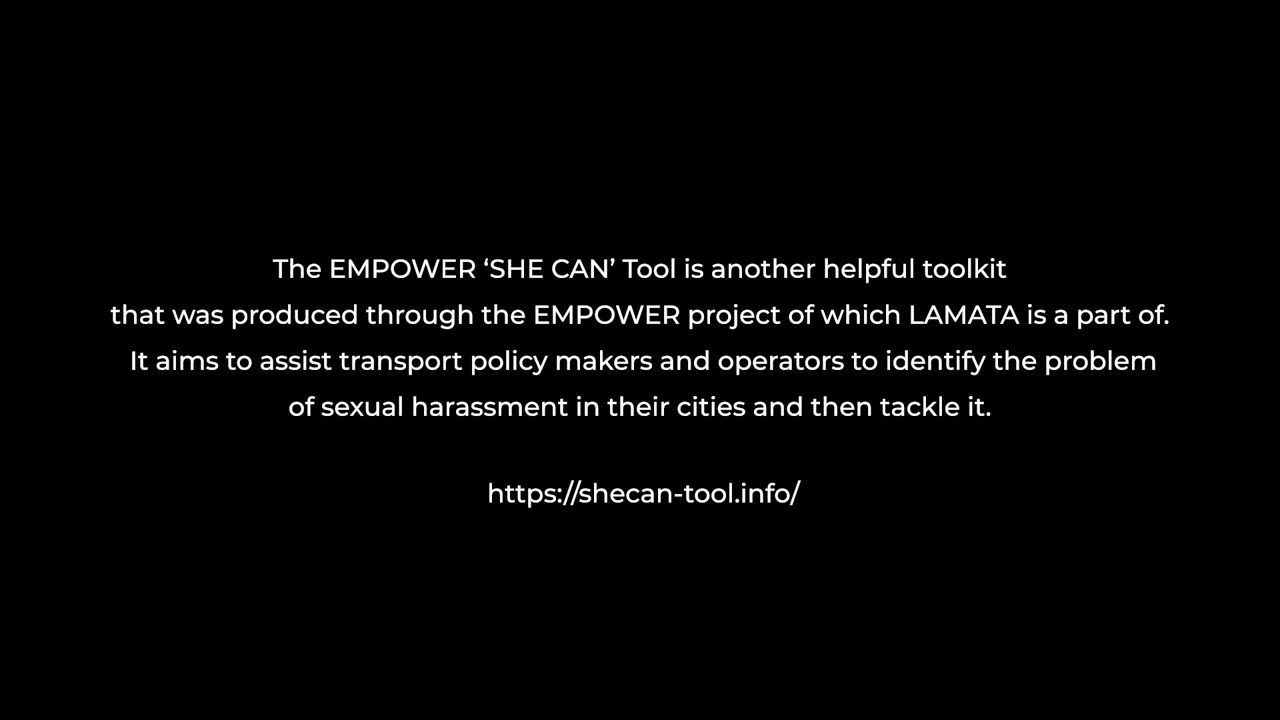 The EMPOWER ‘SHE CAN’ Tool is another helpful toolkit
that was produced through the EMPOWER project of which LAMATA is a part of.
It aims to assist transport policy makers and operators to identify the problem
of sexual harassment in their cities and then tackle it.
https://shecan-tool.info/